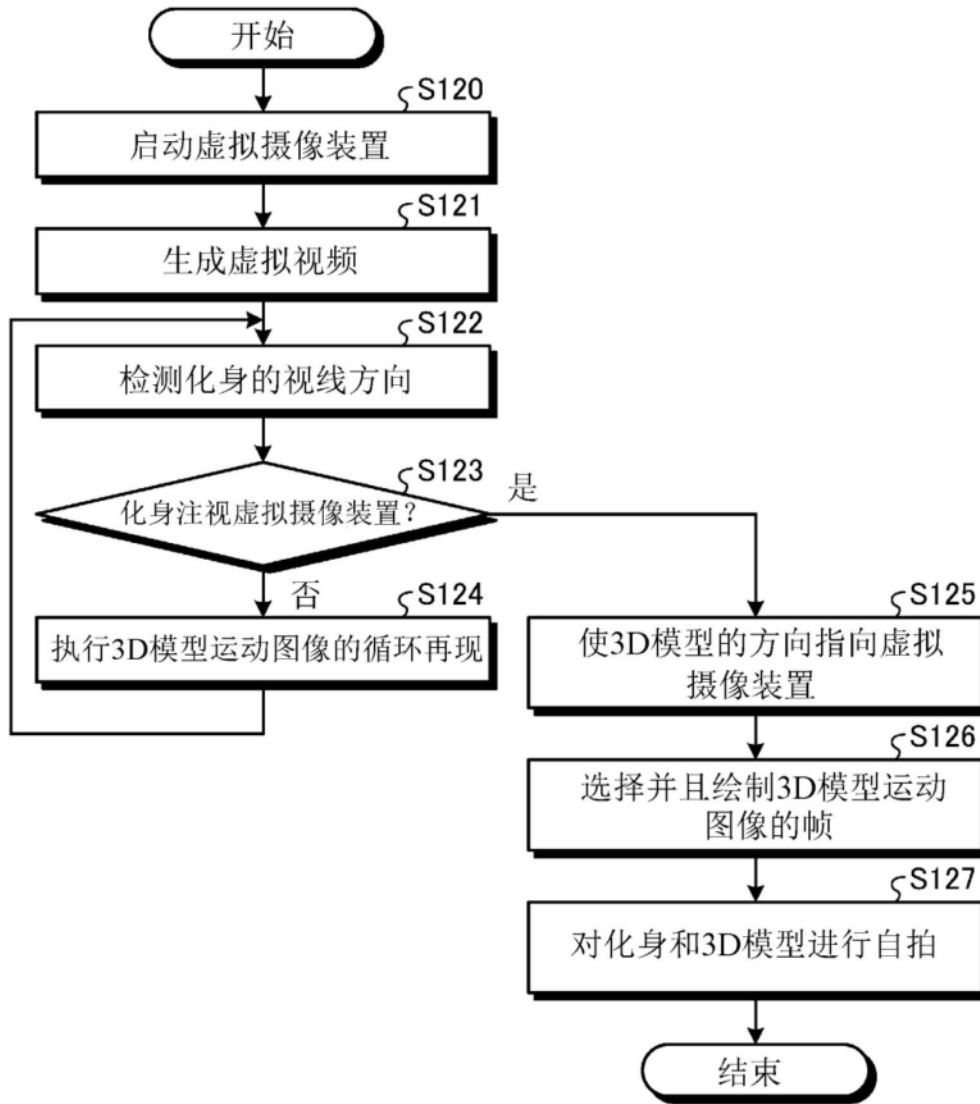 开始
S120
启动虚拟摄像装置
S121
生成虚拟视频
S122
检测化身的视线方向
S123
化身注视虚拟摄像装置？
是
否
S124
执行3D模型运动图像的循环再现
S125
使3D模型的方向指向虚拟
摄像装置
S126
选择并且绘制3D模型运动
图像的帧
S127
对化身和3D模型进行自拍
结束